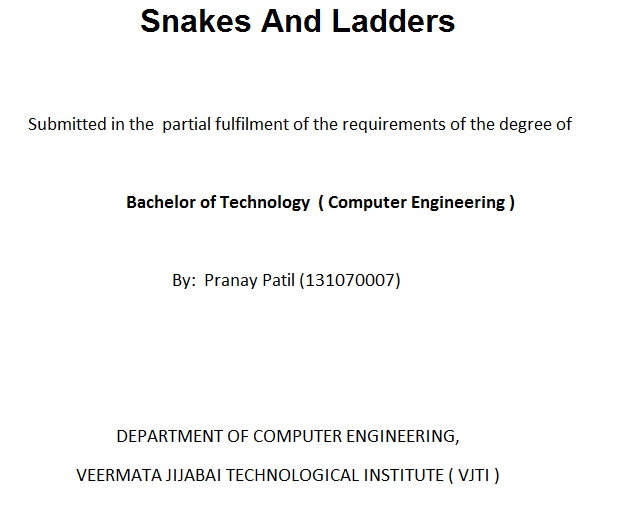 Snakes And Ladders
Submitted in the  partial fulfilment of the requirements of the degree of
Bachelor of Technology  ( Computer Engineering )
By:  Pranay Patil (131070007)
DEPARTMENT OF COMPUTER ENGINEERING,
VEERMATA JIJABAI TECHNOLOGICAL INSTITUTE ( VJTI )